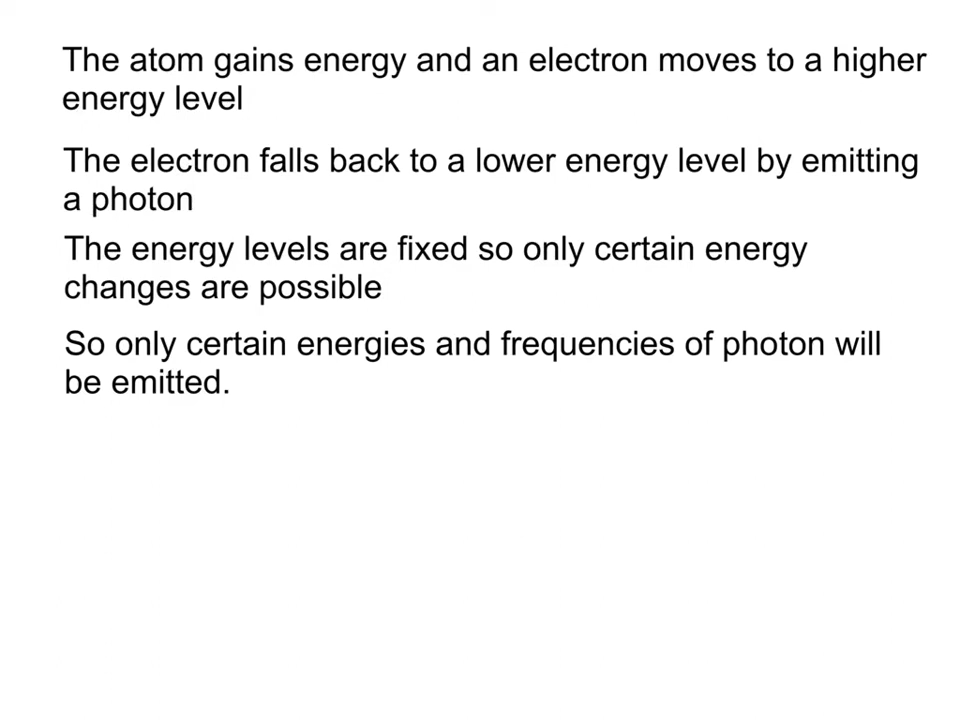 The atom gains energy and an electron moves to a higher
energy level
The electron falls back to a lower energy level by emitting
a photon
The energy levels are fixed so only certain energy
changes are possible
So only certain energies and frequencies of photon will
be emitted.